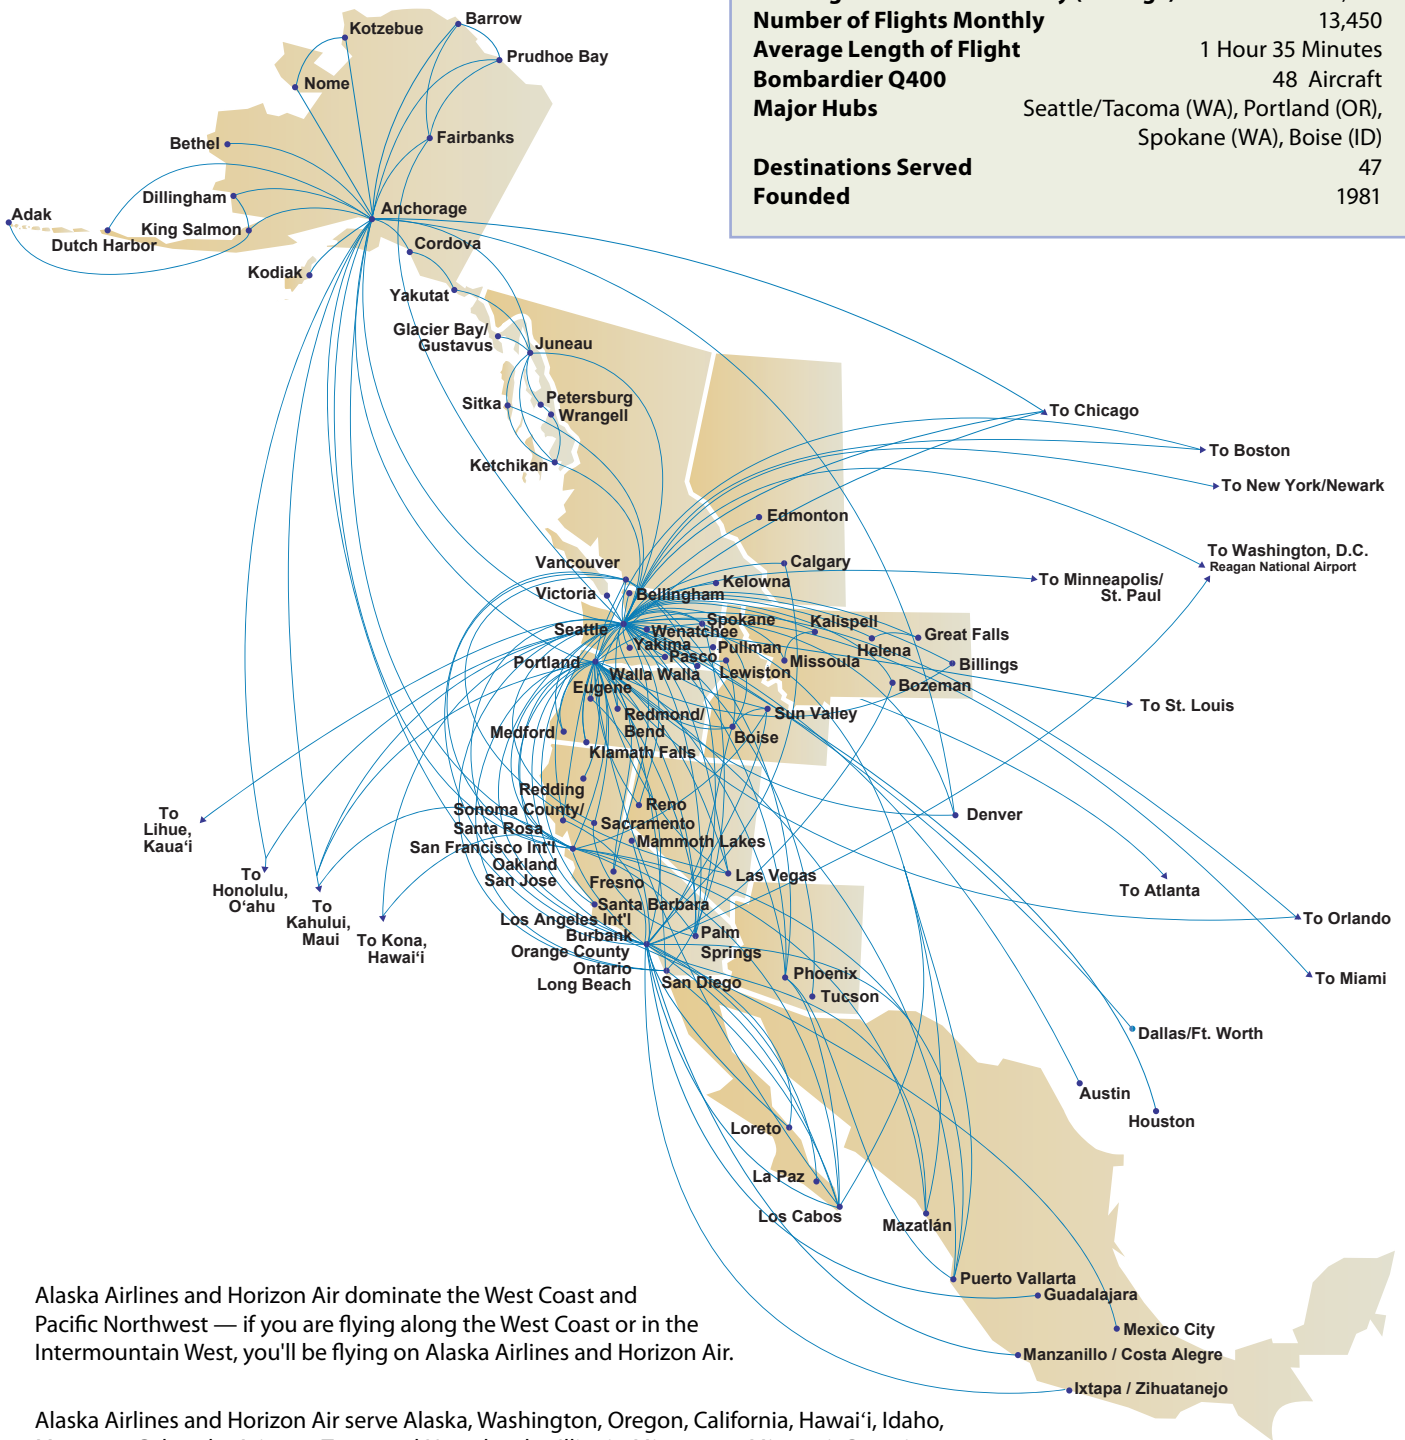 Number of Flights Monthly 13,450
Average Length of Flight 1 Hour 35 Minutes
Bombardier Q400 48 Aircraft
Major Hubs Seattle/Tacoma (WA), Portland (OR),
Spokane (WA), Boise (ID)
Destinations Served 47
Founded 1981
Barrow
Kotzebue
Prudhoe Bay
Nome
Fairbanks
Bethel
Dillingham
Anchorage
Adak
King Salmon
Dutch Harbor
Cordova
Kodiak
Yakutat
Glacier Bay/
Gustavus
Juneau
Sitka
Petersburg
Wrangell
Ketchikan
To Chicago
To Boston
To New York/Newark
Edmonton
To Washington, D.C.
Reagan National Airport
Vancouver
Calgary
Kelowna
To Minneapolis/
St. Paul
Victoria
Bellingham
Seattle
Spokane
Wenatchee
Kalispell
Great Falls
Yakima
Pullman
Helena
Pasco
Portland
Missoula
Billings
Walla Walla
Lewiston
Eugene
Bozeman
To St. Louis
Redmond/
Bend
Sun Valley
Medford
Boise
Klamath Falls
Redding
Reno
Sonoma County/
Santa Rosa
Sacramento
Denver
To
Lihue,
Kauaʻi
Mammoth Lakes
San Francisco Int'l
Oakland
San Jose
Fresno
Las Vegas
To
Honolulu,
Oʻahu
To
Kahului,
Maui
To Kona,
Hawaiʻi
Santa Barbara
Los Angeles Int'l
Burbank
Orange County
Ontario
Long Beach
Palm
Springs
San Diego
Phoenix
Tucson
To Atlanta
To Orlando
To Miami
Dallas/Ft. Worth
Austin
Houston
Loreto
La Paz
Los Cabos
Mazatlán
Puerto Vallarta
Guadalajara
Mexico City
Manzanillo / Costa Alegre
Ixtapa / Zihuatanejo
Alaska Airlines and Horizon Air dominate the West Coast and
Pacific Northwest — if you are flying along the West Coast or in the
Intermountain West, you'll be flying on Alaska Airlines and Horizon Air.
Alaska Airlines and Horizon Air serve Alaska, Washington, Oregon, California, Hawaiʻi, Idaho,